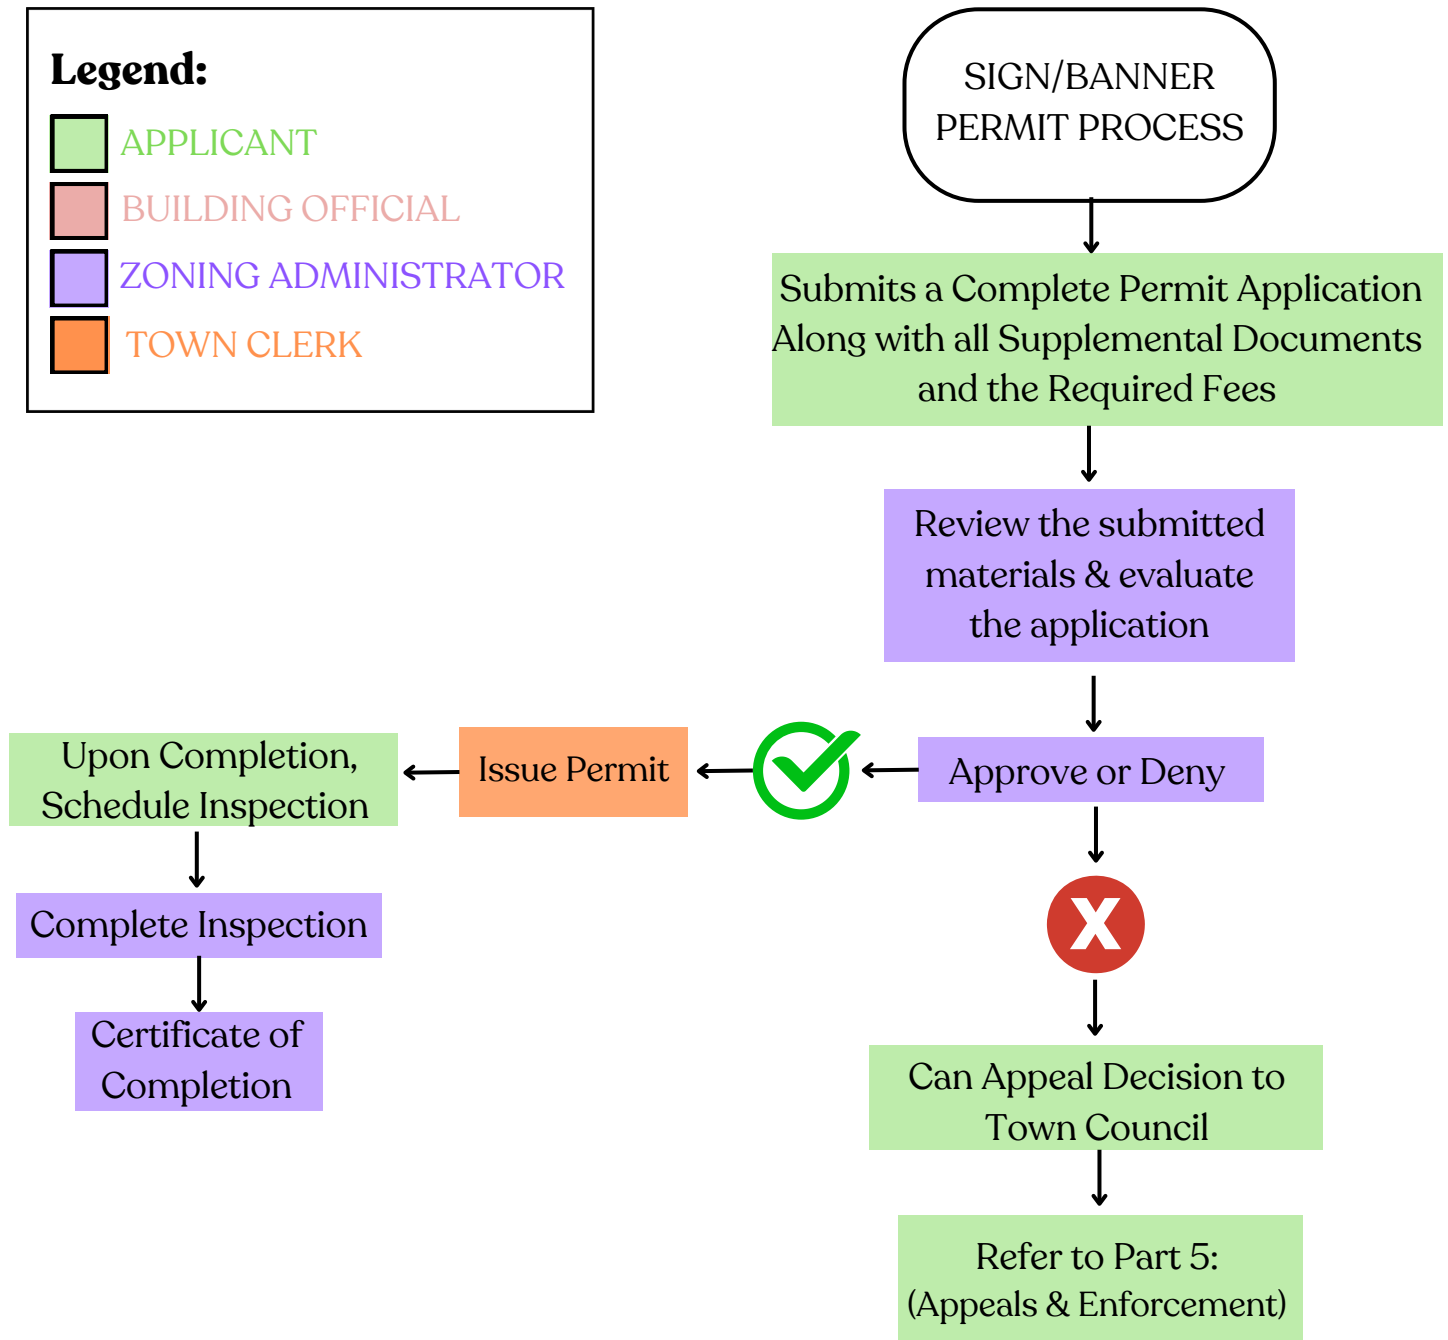 Legend:
APPLICANT
BUILDING OFFICIAL
ZONING ADMINISTRATOR
TOWN CLERK
SIGN/BANNER
PERMIT PROCESS
Submits a Complete Permit Application
Along with all Supplemental Documents
and the Required Fees
Review the submitted
materials & evaluate
the application
Approve or Deny
Issue Permit
Upon Completion,
Schedule Inspection
Complete Inspection
Certificate of
Completion
X
Can Appeal Decision to
Town Council
Refer to Part 5:
(Appeals & Enforcement)